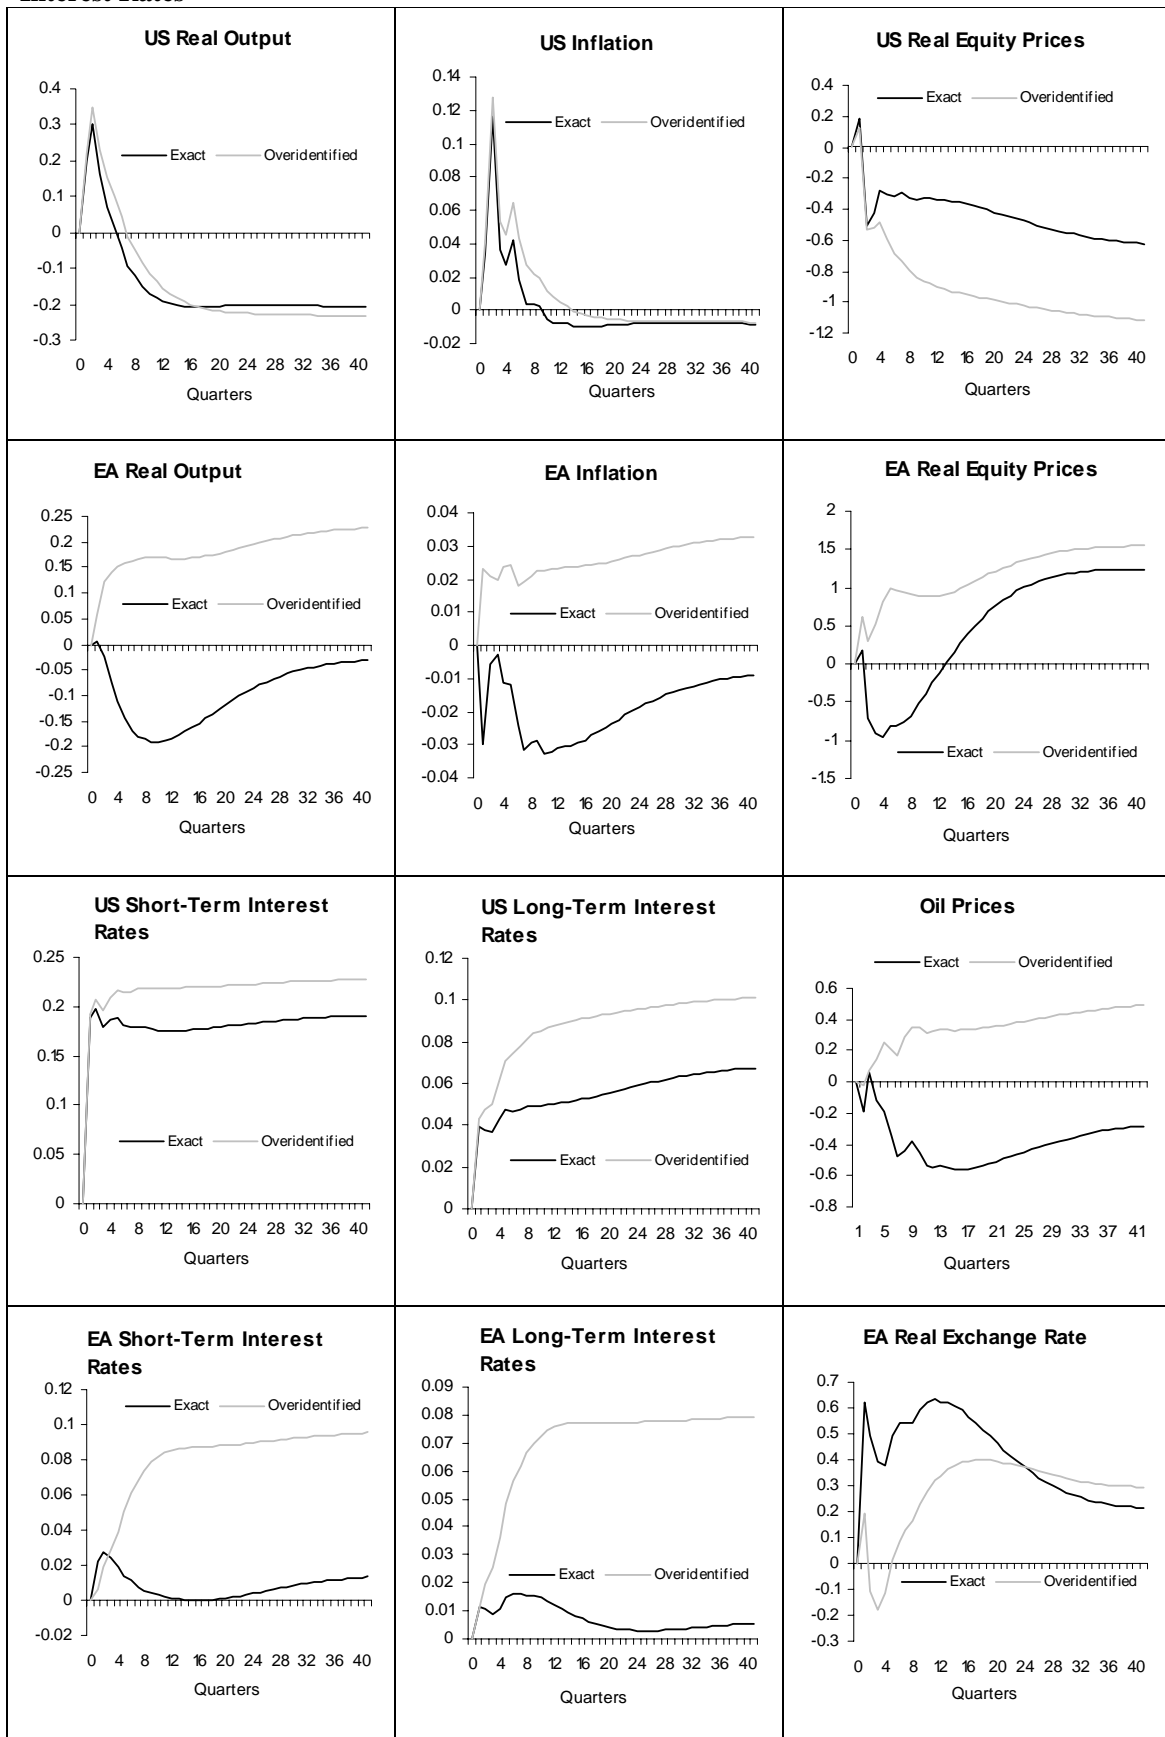 Interest Rates
US Real Output
0.4
0.3
0.2
0.1
0
-0.1
-0.2
-0.3
Exact
Overidentified
0 4 8 12 16 20 24 28 32 36 40
Quarters
US Inflation
0.14
0.12
0.1
0.08
0.06
0.04
0.02
0
-0.02
Exact
Overidentified
0 4 8 12 16 20 24 28 32 36 40
Quarters
US Real Equity Prices
0.4
0.2
0
-0.2
-0.4
-0.6
-0.8
-1
-1.2
Exact
Overidentified
0 4 8 12 16 20 24 28 32 36 40
Quarters
EA Real Output
0.25
0.2
0.15
0.1
0.05
0
-0.05
-0.1
-0.15
-0.2
-0.25
Exact
Overidentified
0 4 8 12 16 20 24 28 32 36 40
Quarters
EA Inflation
0.04
0.03
0.02
0.01
0
-0.01
-0.02
-0.03
-0.04
Exact
Overidentified
0 4 8 12 16 20 24 28 32 36 40
Quarters
EA Real Equity Prices
2
1.5
1
0.5
0
-0.5
-1
-1.5
Exact
Overidentified
0 4 8 12 16 20 24 28 32 36 40
Quarters
US Short-Term Interest
Rates
0.25
0.2
0.15
0.1
0.05
0
Exact
Overidentified
0 4 8 12 16 20 24 28 32 36 40
Quarters
US Long-Term Interest
Rates
0.12
0.1
0.08
0.06
0.04
0.02
0
Exact
Overidentified
0 4 8 12 16 20 24 28 32 36 40
Quarters
Oil Prices
Exact
Overidentified
0.6
0.4
0.2
0
-0.2
-0.4
-0.6
-0.8
1 5 9 13 17 21 25 29 33 37 41
Quarters
EA Short-Term Interest
Rates
0.12
0.1
0.08
0.06
0.04
0.02
0
-0.02
Exact
Overidentified
0 4 8 12 16 20 24 28 32 36 40
Quarters
EA Long-Term Interest
Rates
0.09
0.08
0.07
0.06
0.05
0.04
0.03
0.02
0.01
0
Exact
Overidentified
0 4 8 12 16 20 24 28 32 36 40
Quarters
EA Real Exchange Rate
0.7
0.6
0.5
0.4
0.3
0.2
0.1
0
-0.1
-0.2
-0.3
Exact
Overidentified
0 4 8 12 16 20 24 28 32 36 40
Quarters